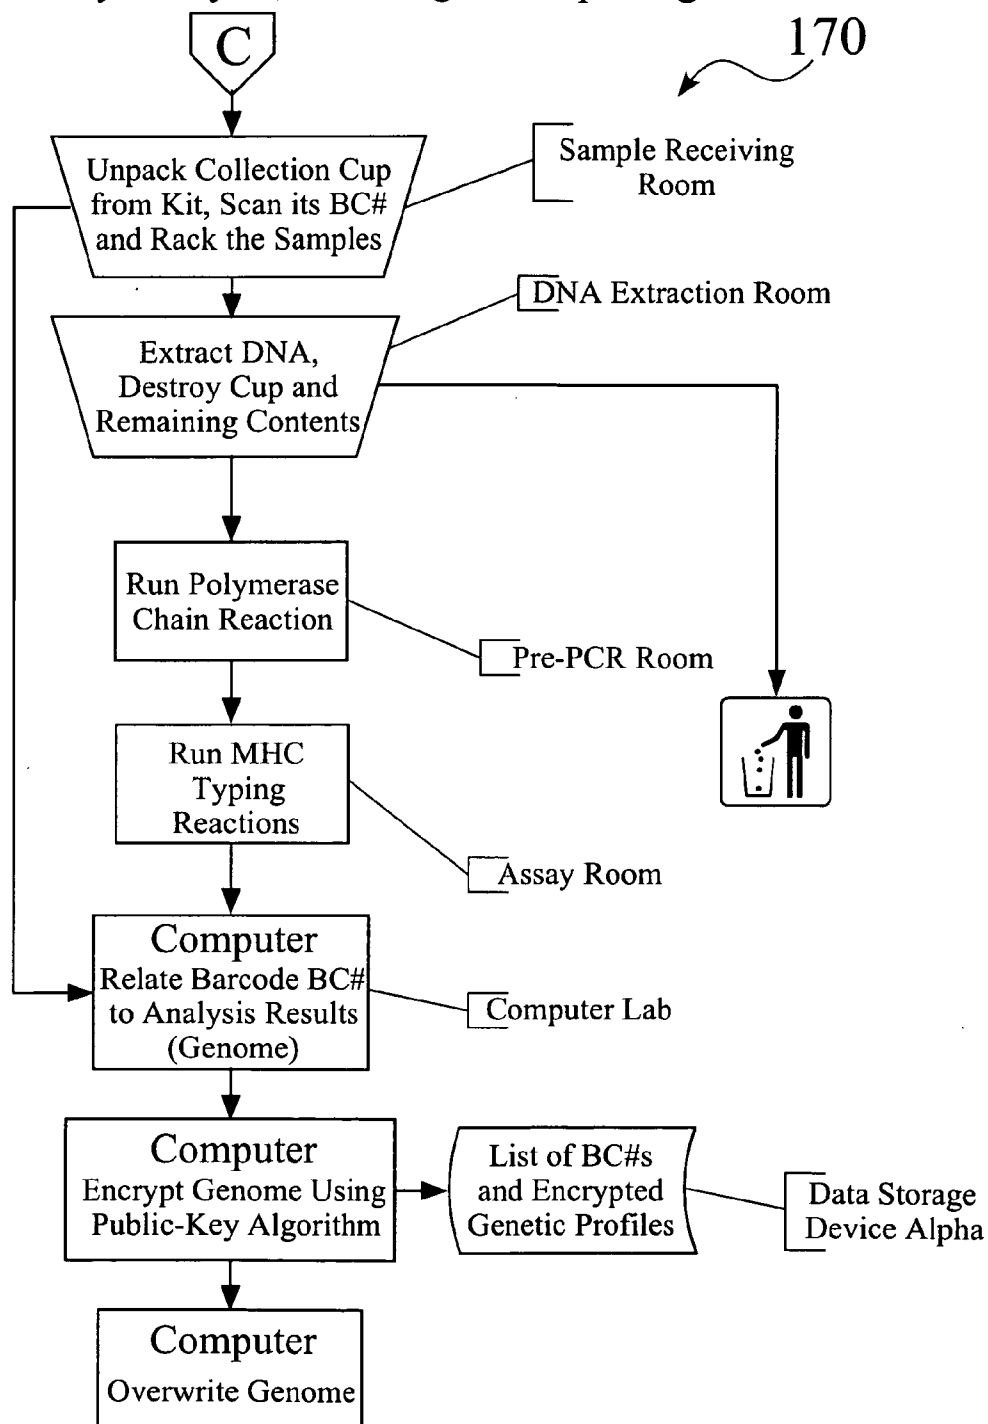 C
170
Unpack Collection Cup
from Kit, Scan its BC#
and Rack the Samples
Sample Receiving
Room
DNA Extraction Room
Extract DNA,
Destroy Cup and
Remaining Contents
Run Polymerase
Chain Reaction
Pre-PCR Room
Run MHC
Typing
Reactions
Assay Room
Computer
Relate Barcode BC#
to Analysis Results
(Genome)
Computer Lab
Computer
Encrypt Genome Using
Public-Key Algorithm
List of BC#s
and Encrypted
Genetic Profiles
Data Storage
Device Alpha
Computer
Overwrite Genome